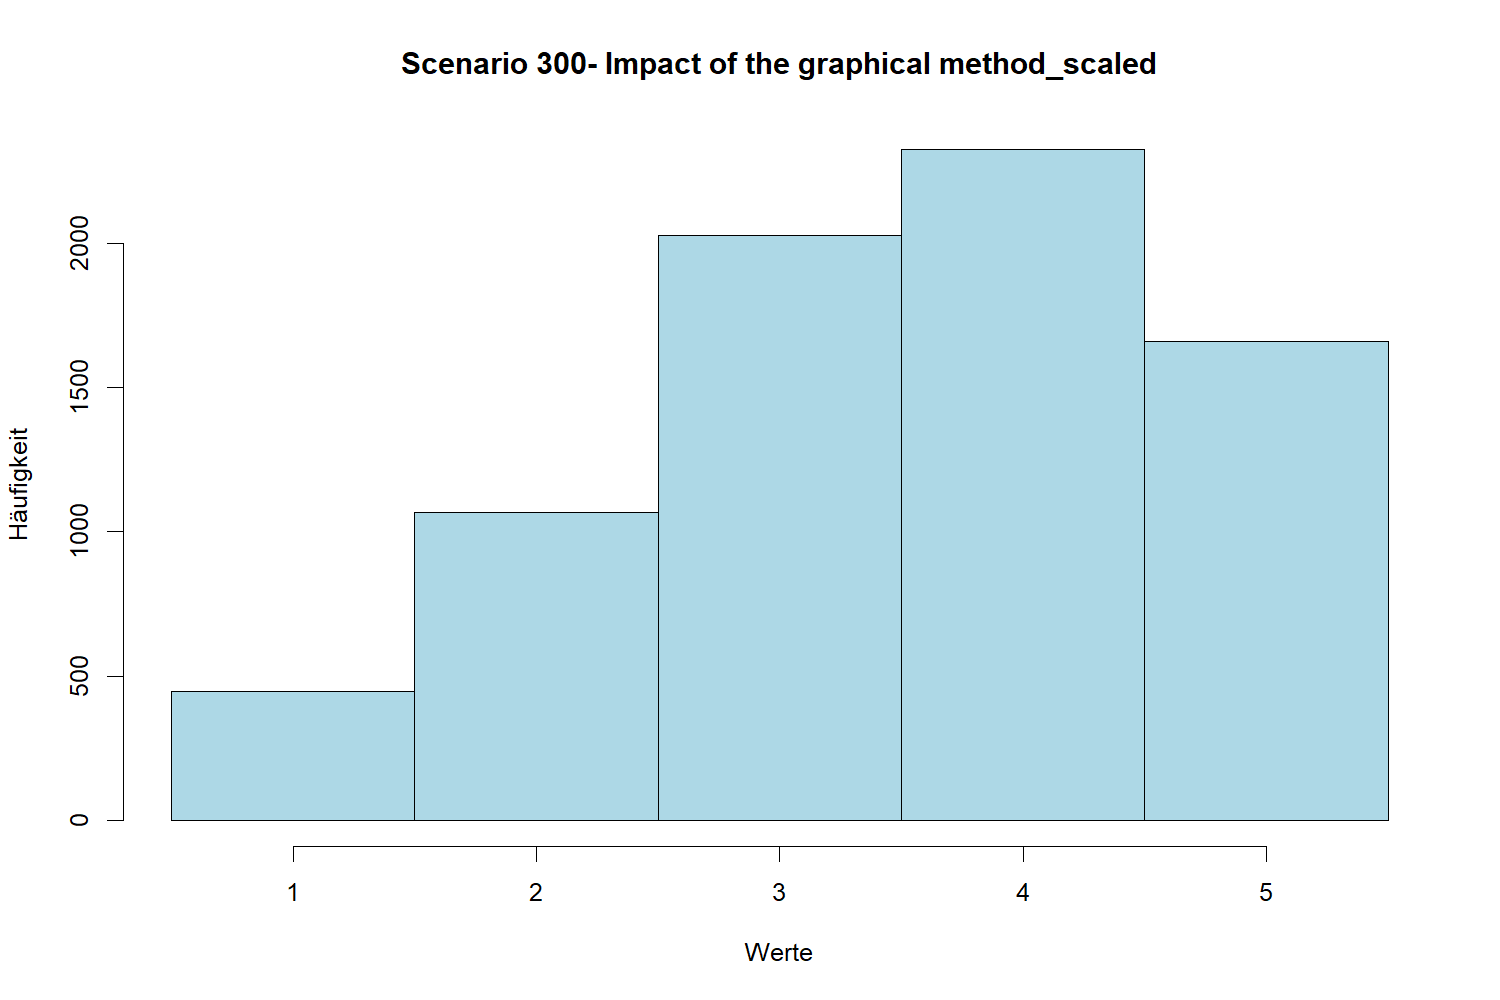 Scenario 300- Impact of the graphical method_scaled
Häufigkeit
2000
1500
1000
500
0
1 2 3 4 5
Werte